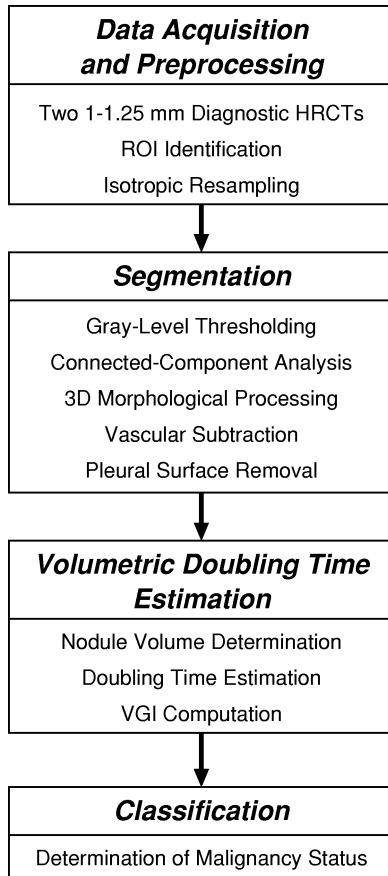 Data Acquisition
and Preprocessing
Two 1-1.25 mm Diagnostic HRCTs
ROI Identification
Isotropic Resampling
Segmentation
Gray-Level Thresholding
Connected-Component Analysis
3D Morphological Processing
Vascular Subtraction
Pleural Surface Removal
Volumetric Doubling Time
Estimation
Nodule Volume Determination
Doubling Time Estimation
VGI Computation
Classification
Determination of Malignancy Status